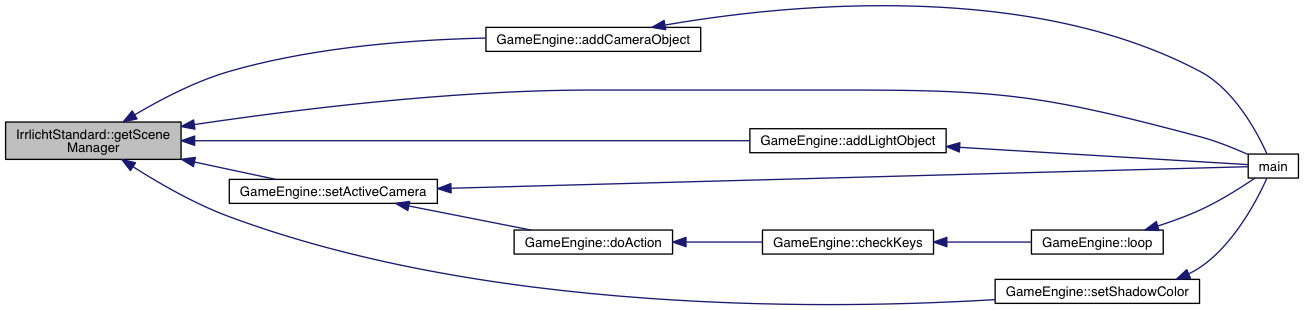 GameEngine::addCameraObject
IrrlichtStandard::getScene
Manager
GameEngine::addLightObject
main
GameEngine::setActiveCamera
GameEngine::doAction
GameEngine::checkKeys
GameEngine::loop
GameEngine::setShadowColor